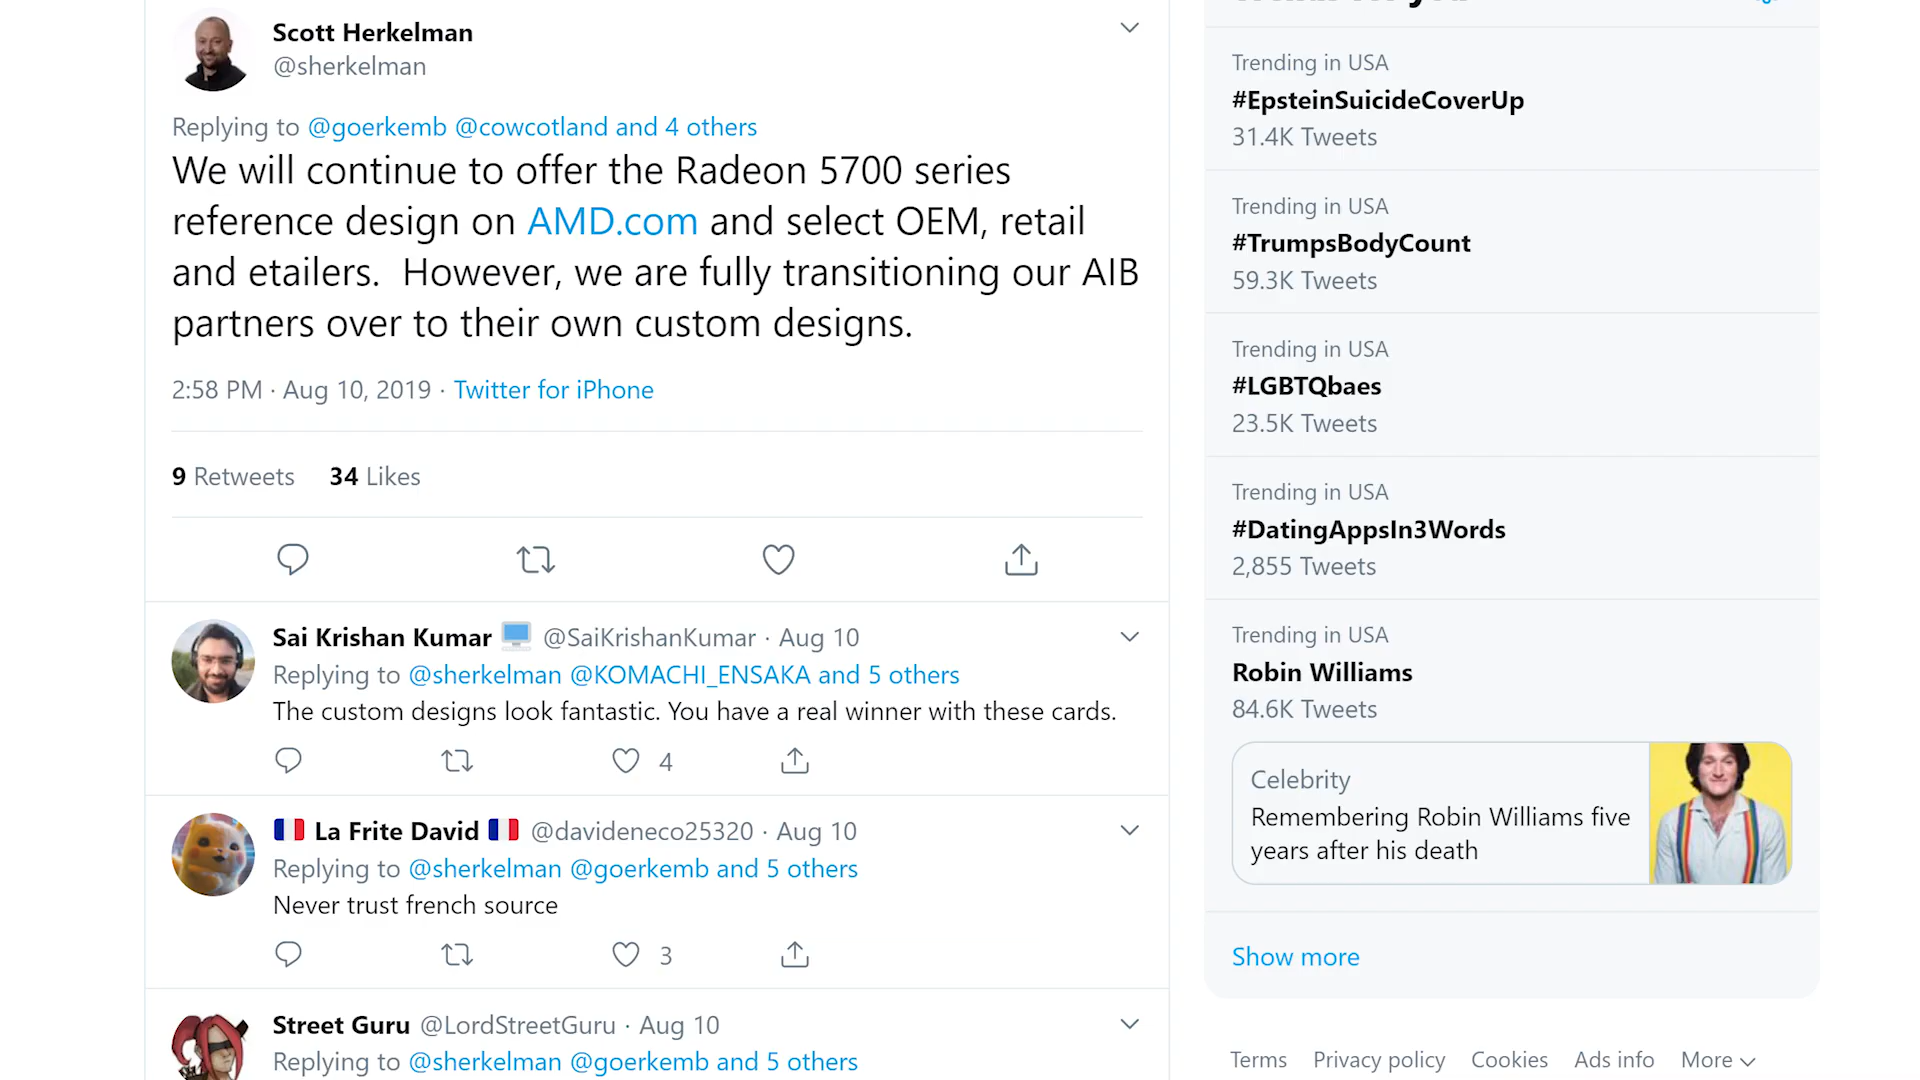 Scott Herkelman
@sherkelman
Replying to @goerkemb @cowcotland and 4 others
We will continue to offer the Radeon 5700 series
reference design on AMD.com and select OEM, retail
and etailers.  However, we are fully transitioning our AIB
partners over to their own custom designs.
2:58 PM · Aug 10, 2019 · Twitter for iPhone
9 Retweets 34 Likes
Sai Krishan Kumar @SaiKrishanKumar · Aug 10
Replying to @sherkelman @KOMACHI_ENSAKA and 5 others
The custom designs look fantastic. You have a real winner with these cards.
4
La Frite David @davideneco25320 · Aug 10
Replying to @sherkelman @goerkemb and 5 others
Never trust french source
3
Street Guru @LordStreetGuru · Aug 10
Replying to @sherkelman @goerkemb and 5 others
Trending in USA
#EpsteinSuicideCoverUp
31.4K Tweets
Trending in USA
#TrumpsBodyCount
59.3K Tweets
Trending in USA
#LGBTQbaes
23.5K Tweets
Trending in USA
#DatingAppsIn3Words
2,855 Tweets
Trending in USA
Robin Williams
84.6K Tweets
Celebrity
Remembering Robin Williams five
years after his death
Show more
Terms Privacy policy Cookies Ads info More